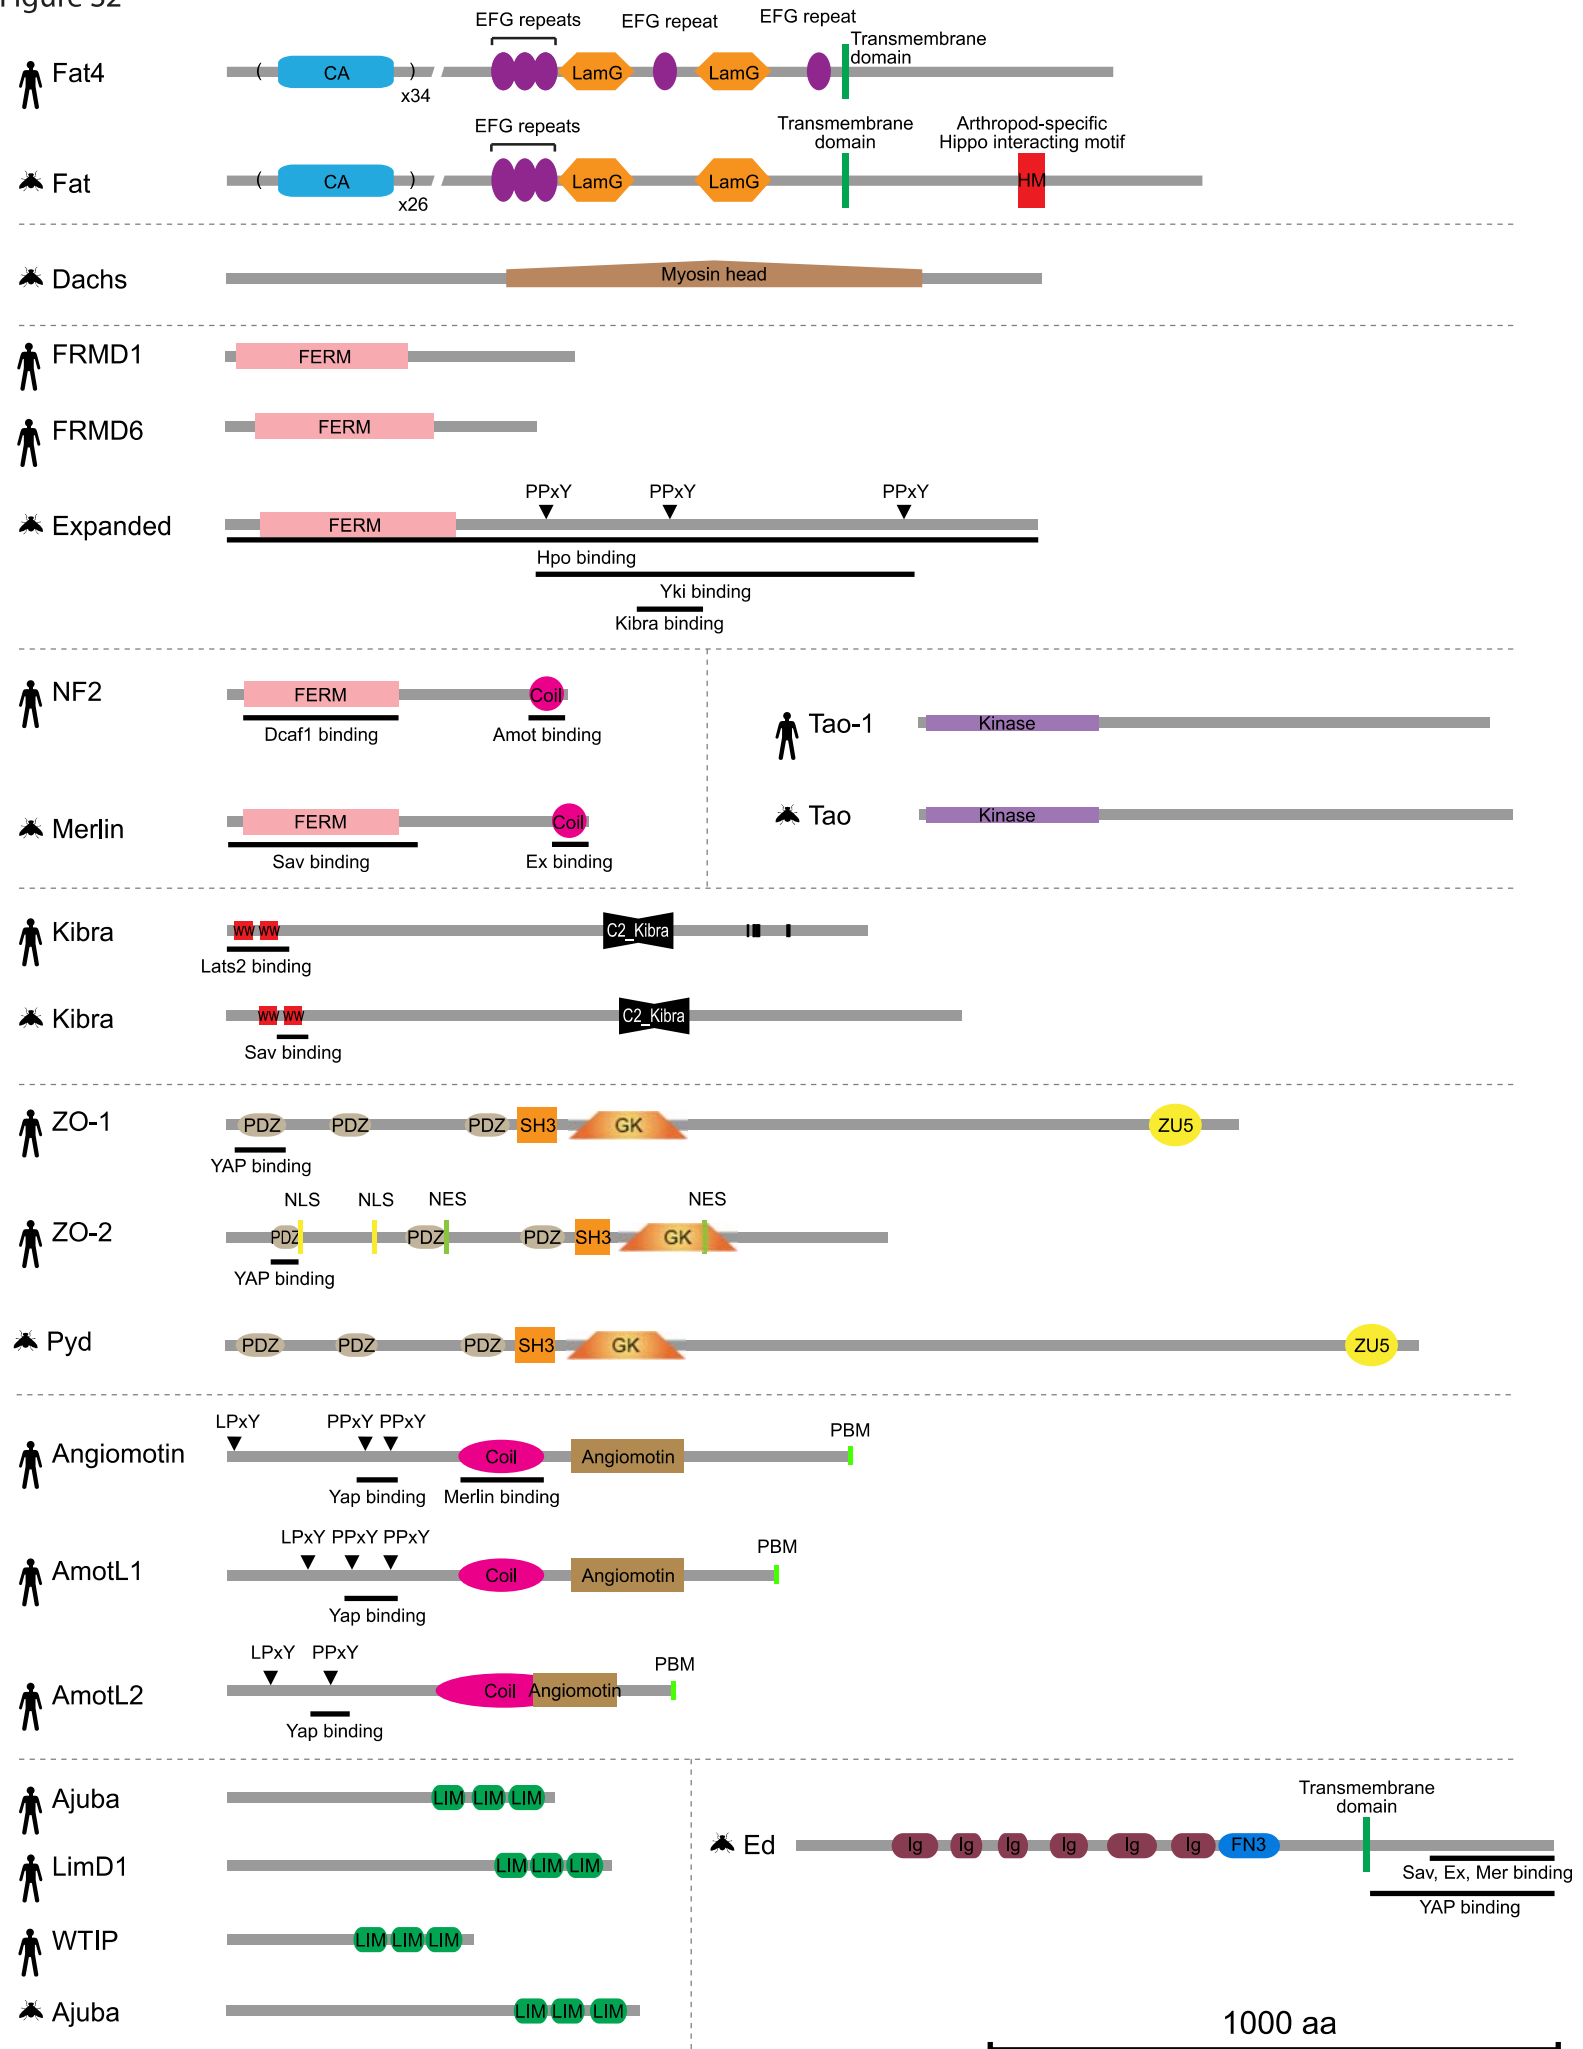 Figure S2
EFG repeats
EFG repeat
EFG repeat
Transmembrane
domain
Fat4
(
CA
)
x34
LamG
LamG
EFG repeats
Transmembrane
domain
Arthropod-specific
Hippo interacting motif
Fat
(
CA
)
x26
LamG
LamG
HM
Dachs
Myosin head
FRMD1
FERM
FRMD6
FERM
PPxY
PPxY
PPxY
Expanded
FERM
Hpo binding
Yki binding
Kibra binding
NF2
FERM
Coil
Dcaf1 binding
Amot binding
Tao-1
Kinase
Merlin
FERM
Coil
Sav binding
Ex binding
Tao
Kinase
Kibra
WW
WW
C2_Kibra
Lats2 binding
Kibra
WW
WW
C2_Kibra
Sav binding
ZO-1
PDZ
PDZ
PDZ
SH3
GK
ZU5
YAP binding
NLS
NLS
NES
NES
ZO-2
PDZ
PDZ
PDZ
SH3
GK
YAP binding
Pyd
PDZ
PDZ
PDZ
SH3
GK
ZU5
LPxY
PPxY
PPxY
PBM
Angiomotin
Coil
Angiomotin
Yap binding
Merlin binding
LPxY
PPxY
PPxY
PBM
AmotL1
Coil
Angiomotin
Yap binding
LPxY
PPxY
PBM
AmotL2
Coil
Angiomotin
Yap binding
Ajuba
LIM
LIM
LIM
LimD1
LIM
LIM
LIM
WTIP
LIM
LIM
LIM
Ajuba
LIM
LIM
LIM
Transmembrane
domain
Ed
Ig
Ig
Ig
Ig
Ig
Ig
FN3
Sav, Ex, Mer binding
YAP binding
1000 aa